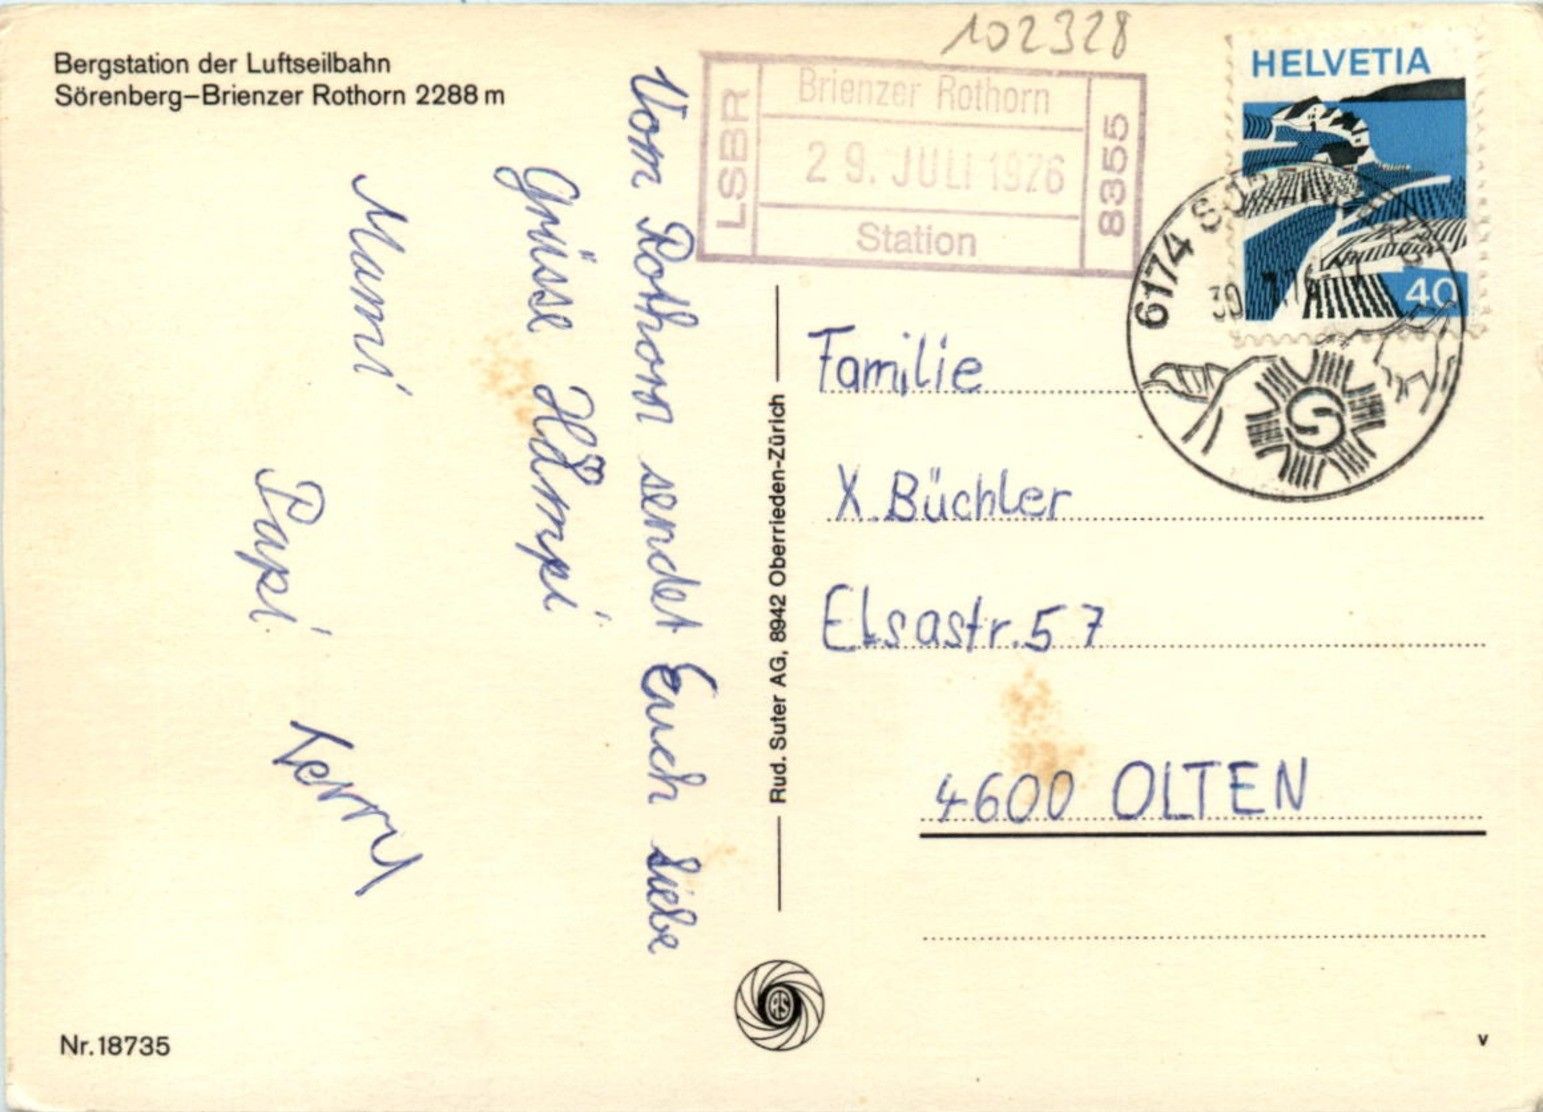 Bergstation der Luftseilbahn
Sörenberg–Brienzer Rothorn 2288 m
102328
LSBR
Brienzer Rothorn
29. JULI 1976
Station
8355
HELVETIA
40
6174
30
Vom Rothorn sendet Euch liebe
Grüsse
Mami
Papi
Familie
X. Büchler
Elsastr. 57
4600 OLTEN
Rud. Suter AG, 8942 Oberrieden-Zürich
Nr. 18735
v